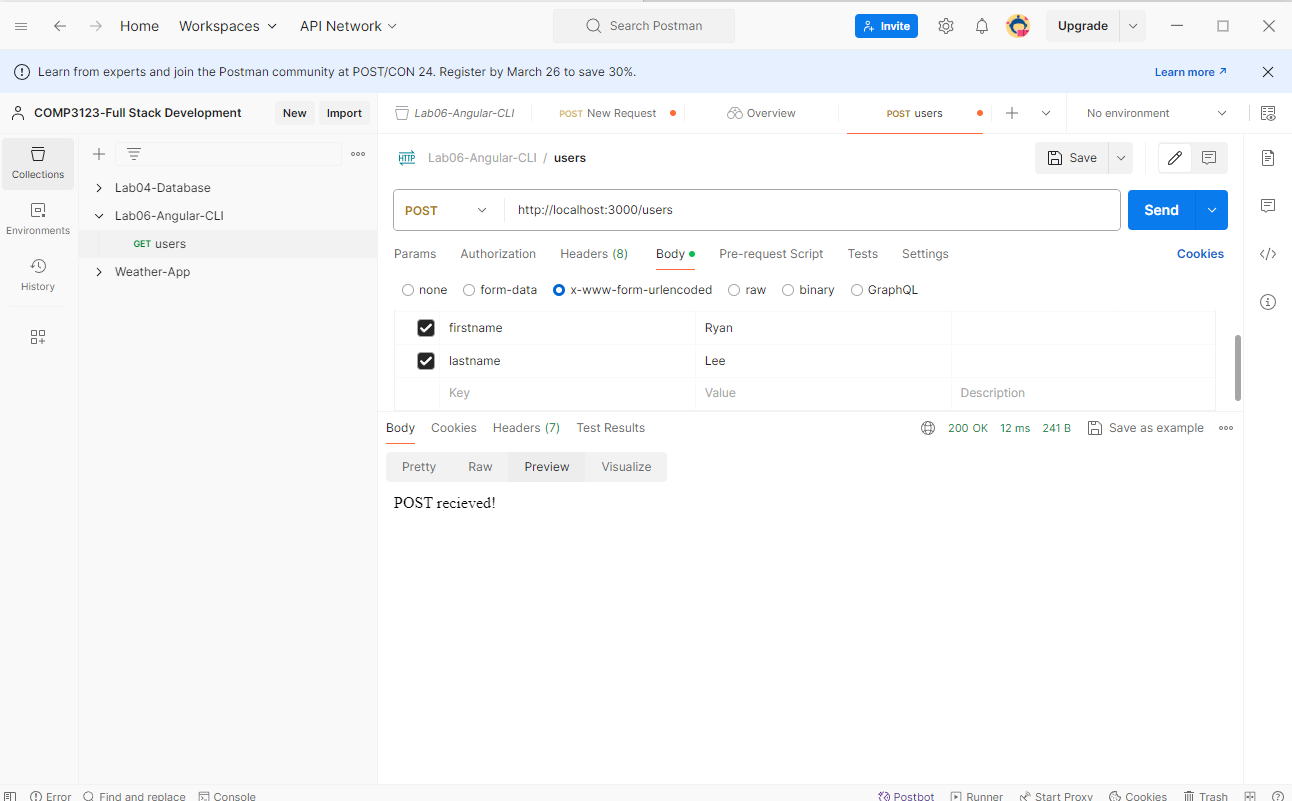 Home Workspaces API Network Search Postman Invite Upgrade
Learn from experts and join the Postman community at POST/CON 24. Register by March 26 to save 30%. Learn more
COMP3123-Full Stack Development New Import Lab06-Angular-CLI POST New Request Overview POST users No environment
Collections
Environments
History
Lab04-Database
Lab06-Angular-CLI
GET users
Weather-App
HTTP Lab06-Angular-CLI / users Save
POST http://localhost:3000/users Send
Params Authorization Headers (8) Body Pre-request Script Tests Settings Cookies
none form-data x-www-form-urlencoded raw binary GraphQL
firstname Ryan
lastname Lee
Key Value Description
Body Cookies Headers (7) Test Results 200 OK 12 ms 241 B Save as example
Pretty Raw Preview Visualize
POST recieved!
Error Find and replace Console Postbot Runner Start Proxy Cookies Trash